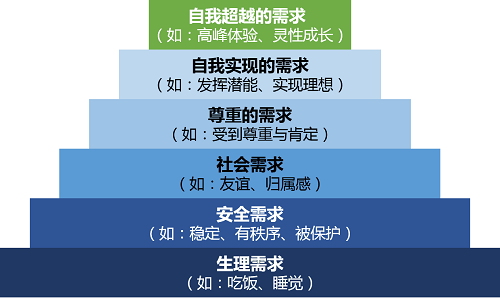 自我超越的需求
（如：高峰体验、灵性成长）
自我实现的需求
（如：发挥潜能、实现理想）
尊重的需求
（如：受到尊重与肯定）
社会需求
（如：友谊、归属感）
安全需求
（如：稳定、有秩序、被保护）
生理需求
（如：吃饭、睡觉）